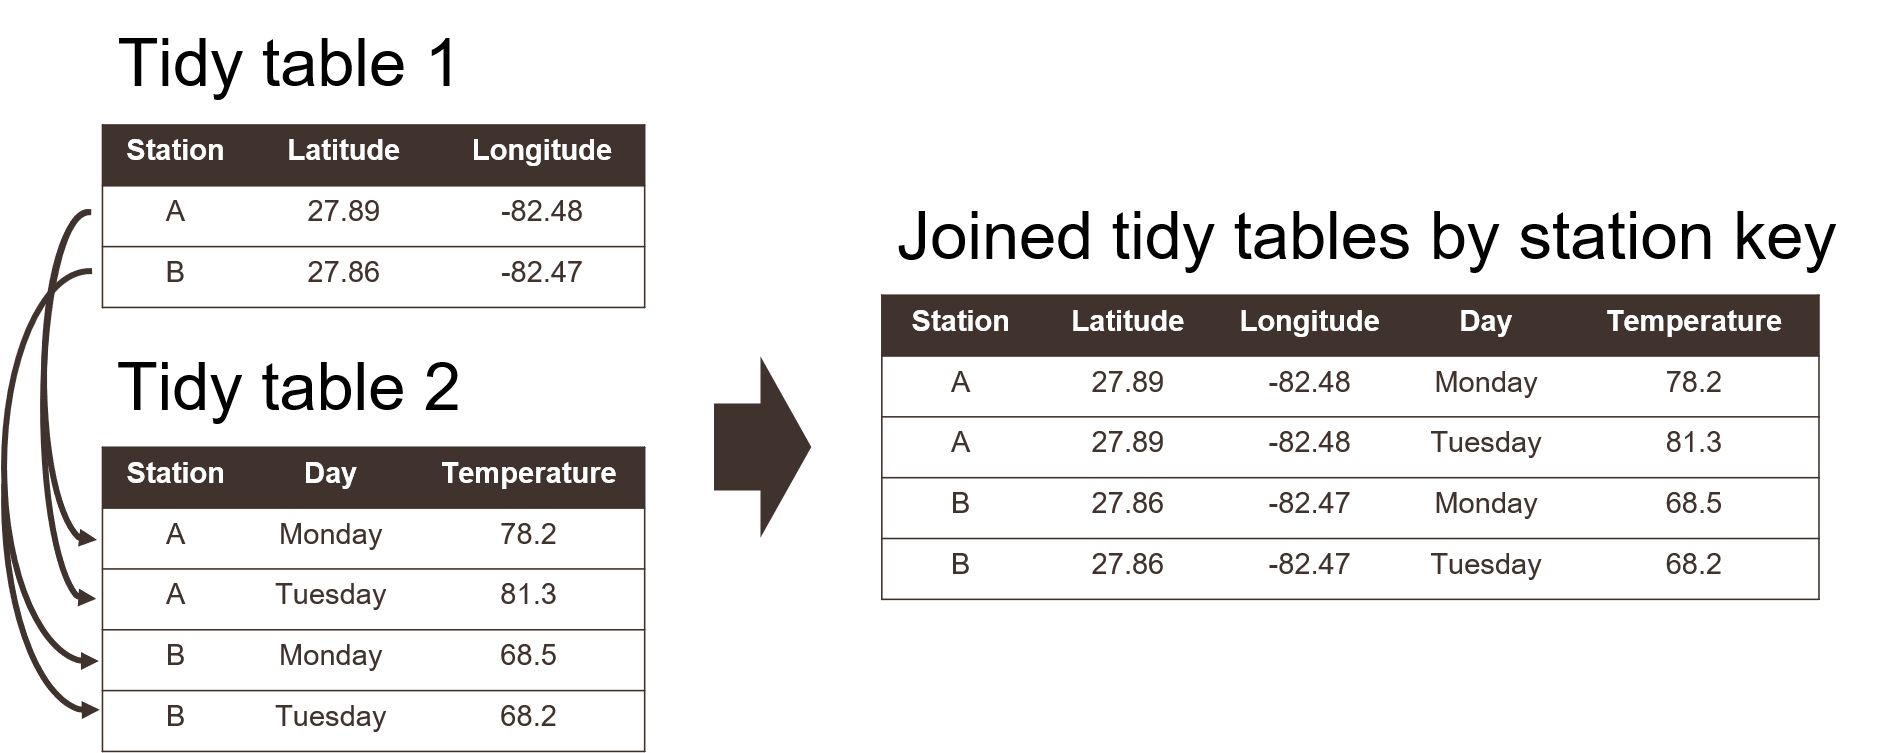 Tidy table 1
Station Latitude Longitude
A 27.89 -82.48
B 27.86 -82.47
Tidy table 2
Station Day Temperature
A Monday 78.2
A Tuesday 81.3
B Monday 68.5
B Tuesday 68.2
Joined tidy tables by station key
Station Latitude Longitude Day Temperature
A 27.89 -82.48 Monday 78.2
A 27.89 -82.48 Tuesday 81.3
B 27.86 -82.47 Monday 68.5
B 27.86 -82.47 Tuesday 68.2